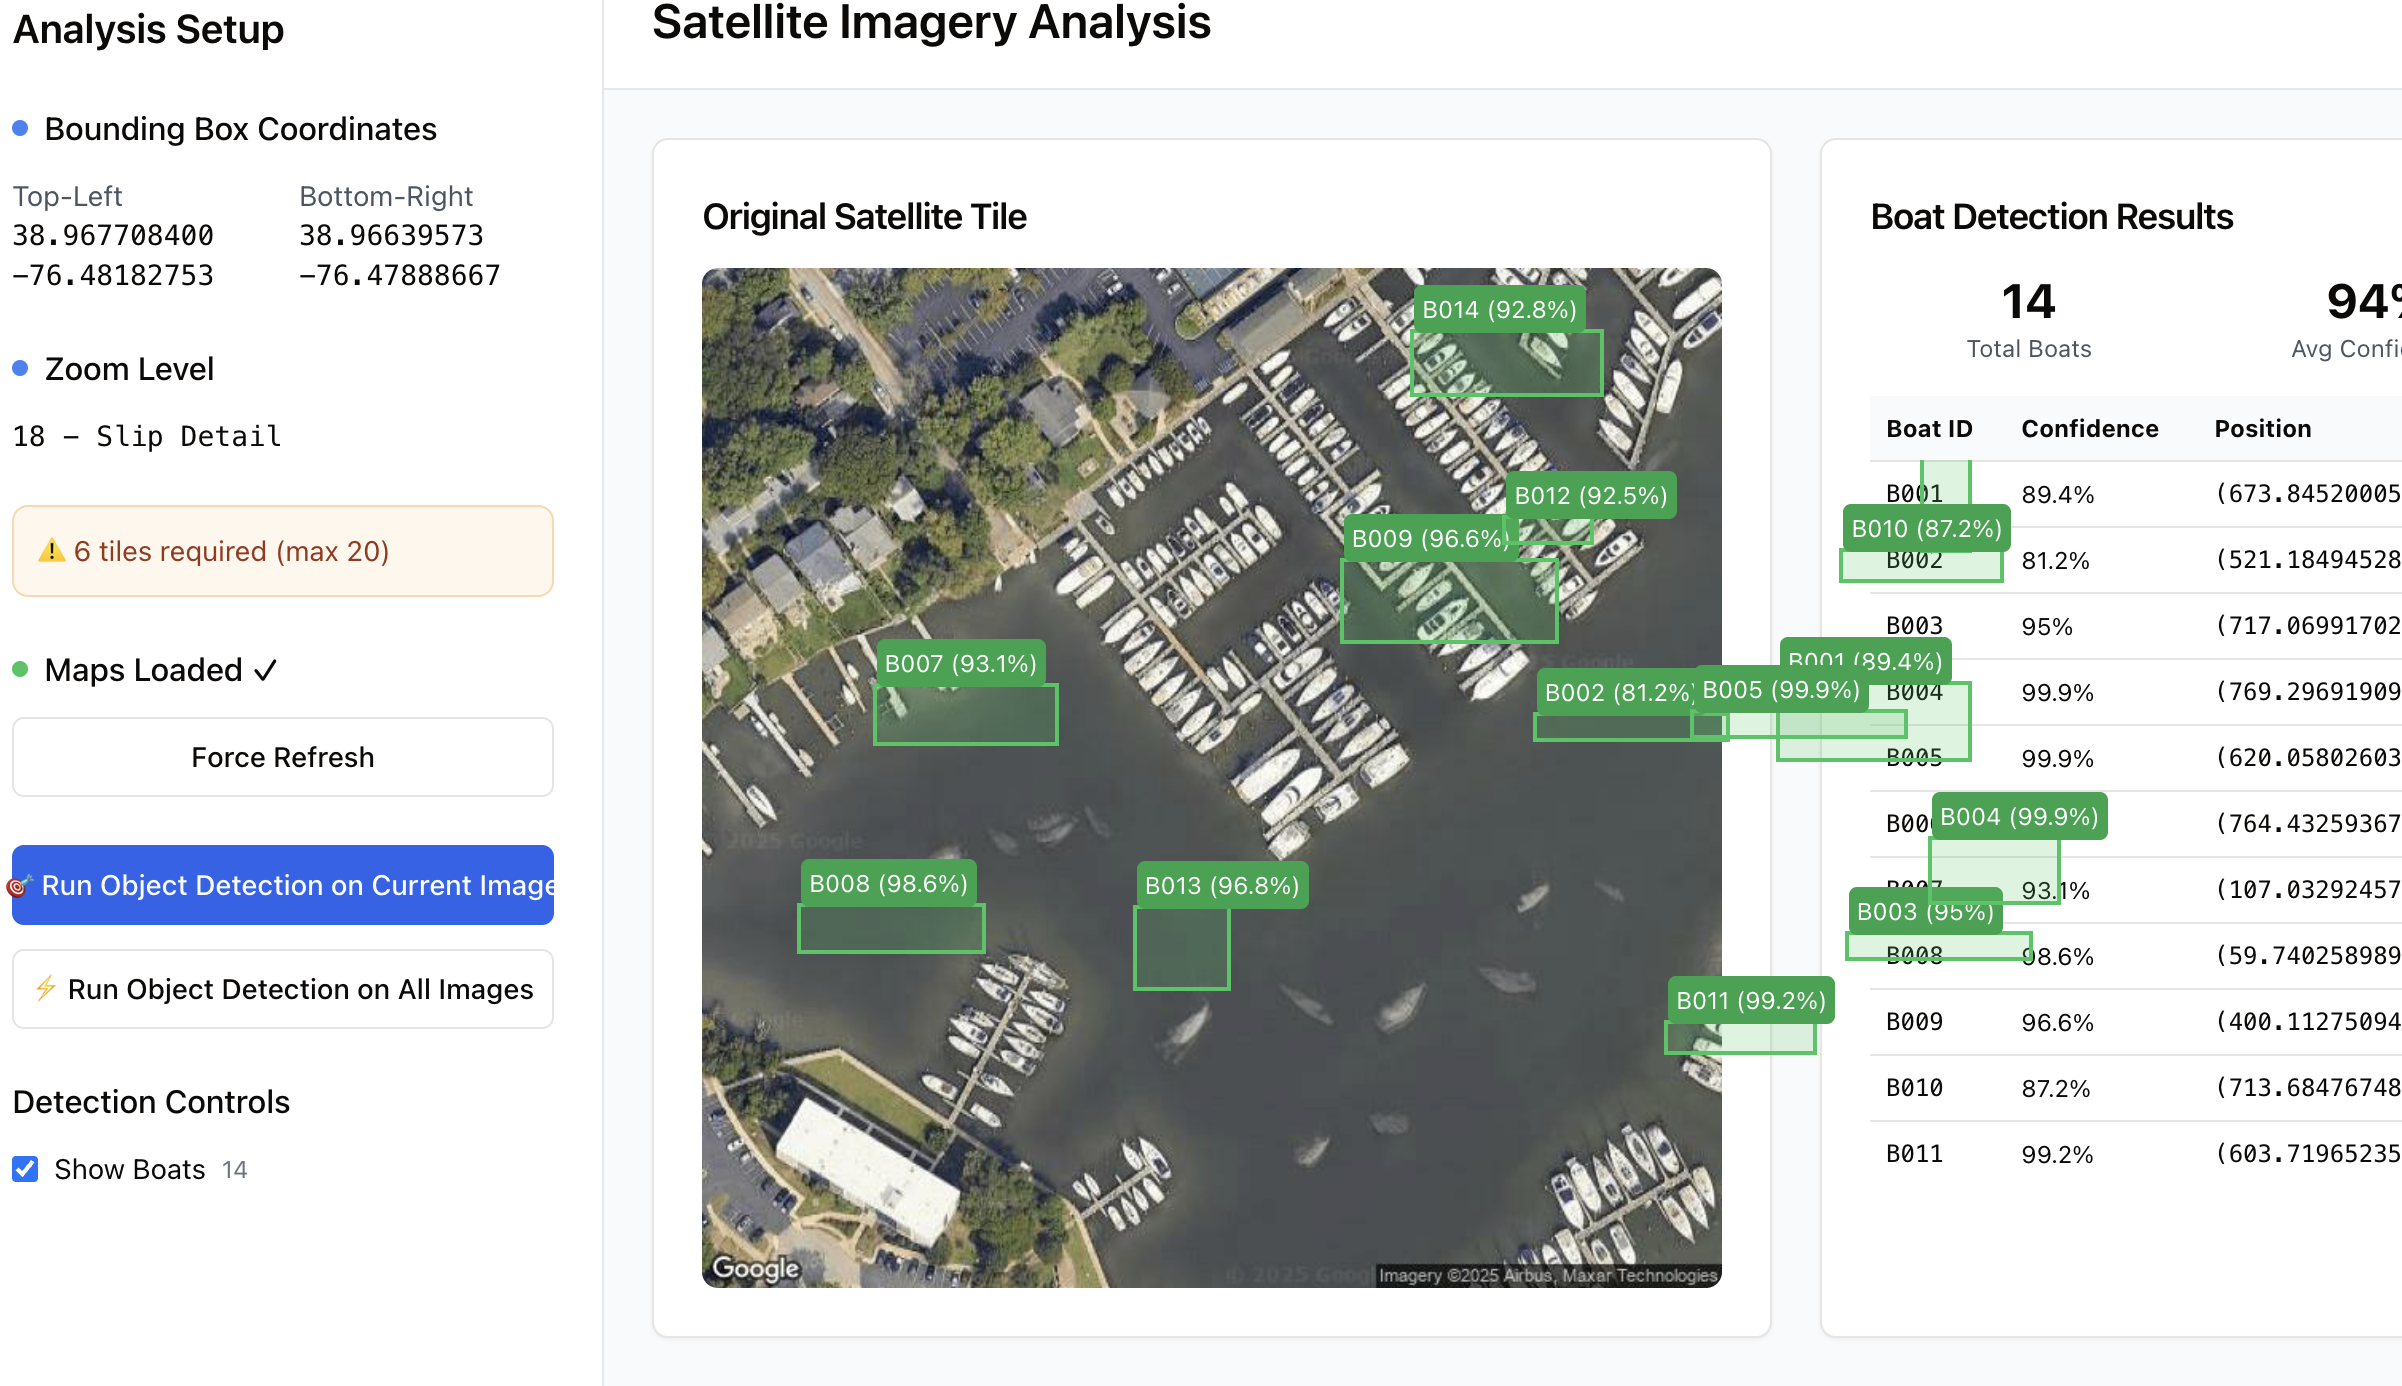 Analysis Setup
Bounding Box Coordinates
Top-Left
Bottom-Right
38.967708400
38.96639573
-76.48182753
-76.47888667
Zoom Level
18 - Slip Detail
⚠️ 6 tiles required (max 20)
Maps Loaded ✓
Force Refresh
🎯 Run Object Detection on Current Image
⚡ Run Object Detection on All Images
Detection Controls
Show Boats 14
Satellite Imagery Analysis
Original Satellite Tile
B014 (92.8%)
B012 (92.5%)
B009 (96.6%)
B007 (93.1%)
B002 (81.2%)
B005 (99.9%)
B001 (89.4%)
B008 (98.6%)
B013 (96.8%)
B011 (99.2%)
B010 (87.2%)
B004 (99.9%)
B003 (95%)
2025 Google
Google
© 2025 Google
Imagery ©2025 Airbus, Maxar Technologies
Boat Detection Results
14
Total Boats
94%
Avg Confi
Boat ID Confidence Position
B001 89.4% (673.84520005
B002 81.2% (521.18494528
B003 95% (717.06991702
B004 99.9% (769.29691909
B005 99.9% (620.05802603
B00 (764.43259367
B007 93.1% (107.03292457
B008 98.6% (59.740258989
B009 96.6% (400.11275094
B010 87.2% (713.68476748
B011 99.2% (603.71965235